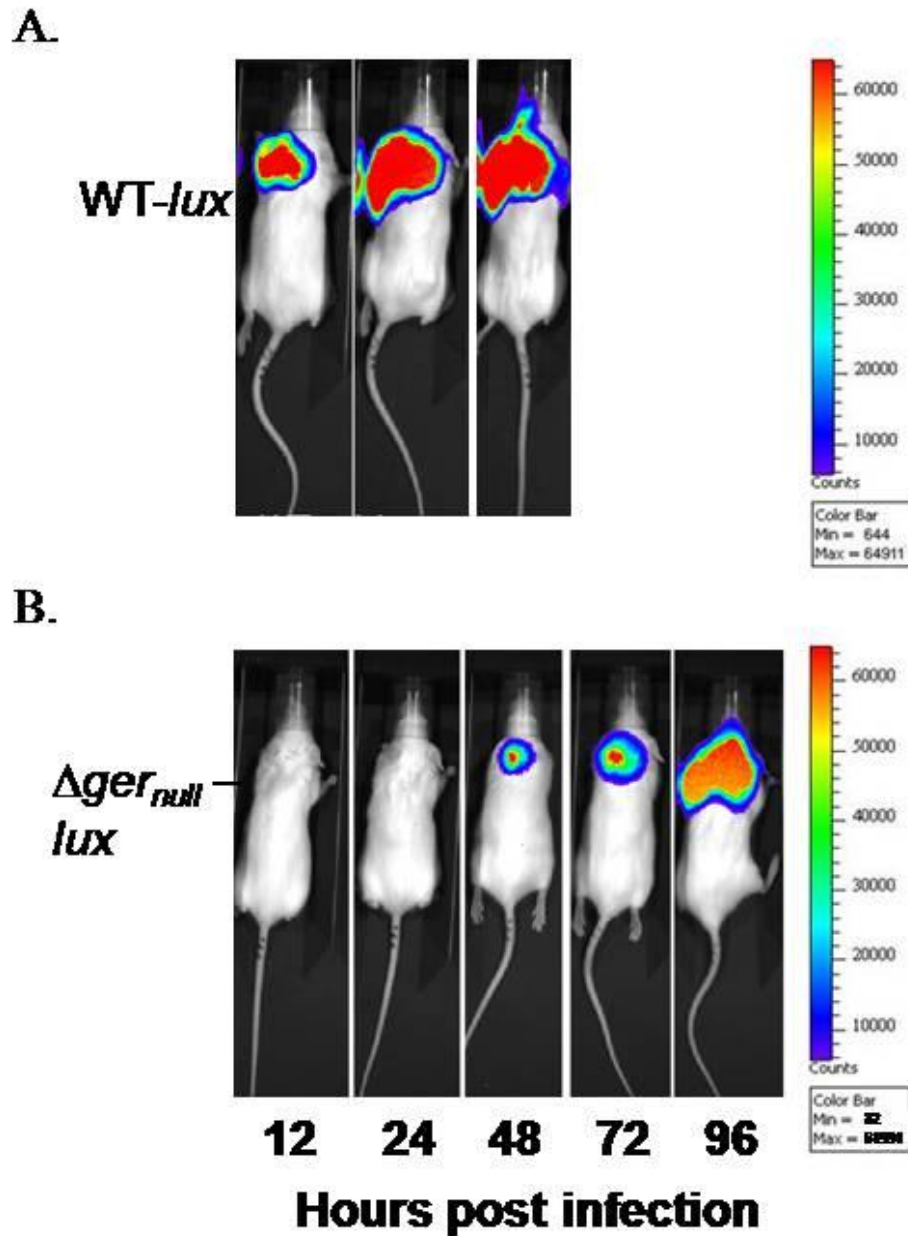 A.
WT-lux
60000
50000
40000
30000
20000
10000
Counts
Color Bar
Min = 644
Max = 64911
B.
Δger_null
lux
60000
50000
40000
30000
20000
10000
Counts
Color Bar
Min =
Max =
12 24 48 72 96
Hours post infection